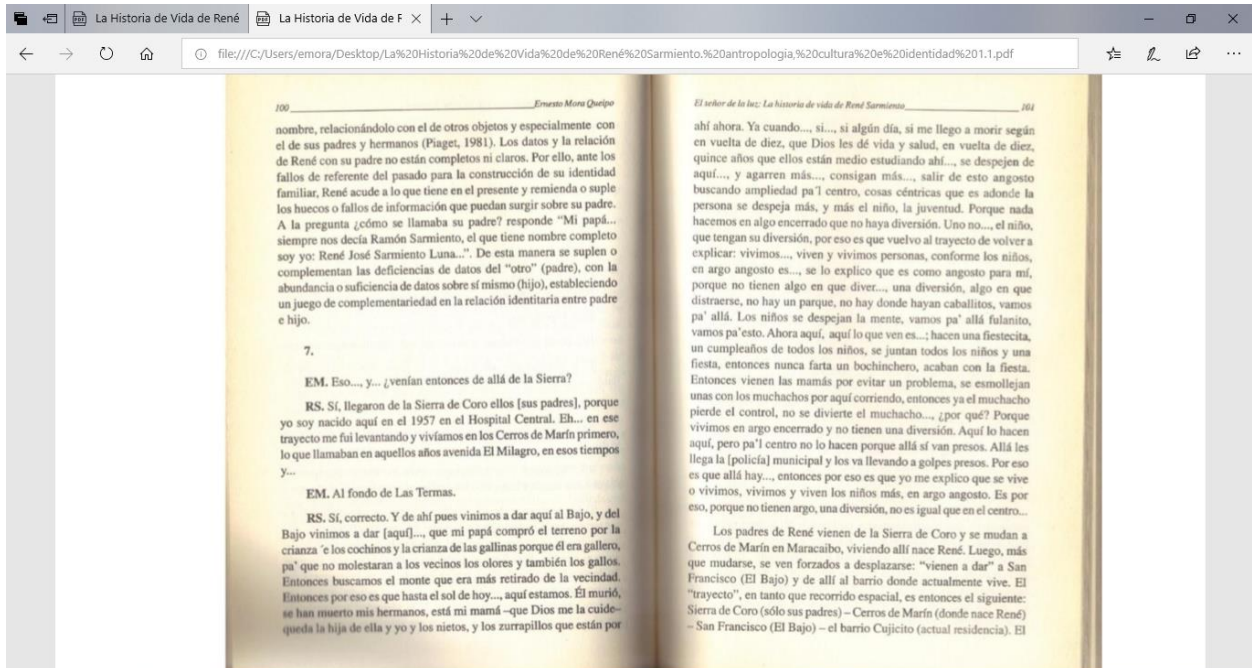 La Historia de Vida de René
La Historia de Vida de F
file:///C:/Users/emora/Desktop/La%20Historia%20de%20Vida%20de%20René%20Sarmiento.%20antropología,%20cultura%20e%20identidad%201.1.pdf
100 Ernesto Mora Queipo
nombre, relacionándolo con el de otros objetos y especialmente con
el de sus padres y hermanos (Piaget, 1981). Los datos y la relación
de René con su padre no están completos ni claros. Por ello, ante los
fallos de referente del pasado para la construcción de su identidad
familiar, René acude a lo que tiene en el presente y remienda o suple
los huecos o fallos de información que puedan surgir sobre su padre.
A la pregunta ¿cómo se llamaba su padre? responde “Mi papá...
siempre nos decía Ramón Sarmiento, el que tiene nombre completo
soy yo: René José Sarmiento Luna...”. De esta manera se suplen o
complementan las deficiencias de datos del “otro” (padre), con la
abundancia o suficiencia de datos sobre sí mismo (hijo), estableciendo
un juego de complementariedad en la relación identitaria entre padre
e hijo.
7.
EM. Eso..., y... ¿venían entonces de allá de la Sierra?
RS. Sí, llegaron de la Sierra de Coro ellos [sus padres], porque
yo soy nacido aquí en el 1957 en el Hospital Central. Eh... en ese
trayecto me fui levantando y vivíamos en los Cerros de Marín primero,
lo que llamaban en aquellos años avenida El Milagro, en esos tiempos
y...
EM. Al fondo de Las Termas.
RS. Sí, correcto. Y de ahí pues vinimos a dar aquí al Bajo, y del
Bajo vinimos a dar [aquí]..., que mi papá compró el terreno por la
crianza ´e los cochinos y la crianza de las gallinas porque él era gallero,
pa' que no molestaran a los vecinos los olores y también los gallos.
Entonces buscamos el monte que era más retirado de la vecindad.
Entonces por eso es que hasta el sol de hoy..., aquí estamos. Él murió,
se han muerto mis hermanos, está mi mamá –que Dios me la cuide–
queda la hija de ella y yo y los nietos, y los zurrapillos que están por
El señor de la luz: La historia de vida de René Sarmiento 101
ahí ahora. Ya cuando..., si..., si algún día, si me llego a morir según
en vuelta de diez, que Dios les dé vida y salud, en vuelta de diez,
quince años que ellos están medio estudiando ahí..., se despejen de
aquí..., y agarren más..., consigan más..., salir de esto angosto
buscando ampliedad pa'l centro, cosas céntricas que es adonde la
persona se despeja más, y más el niño, la juventud. Porque nada
hacemos en algo encerrado que no haya diversión. Uno no..., el niño,
que tengan su diversión, por eso es que vuelvo al trayecto de volver a
explicar: vivimos..., viven y vivimos personas, conforme los niños,
en argo angosto es..., se lo explico que es como angosto para mí,
porque no tienen algo en que diver..., una diversión, algo en que
distraerse, no hay un parque, no hay donde hayan caballitos, vamos
pa' allá. Los niños se despejan la mente, vamos pa' allá fulanito,
vamos pa'esto. Ahora aquí, aquí lo que ven es...; hacen una fiestecita,
un cumpleaños de todos los niños, se juntan todos los niños y una
fiesta, entonces nunca farta un bochinchero, acaban con la fiesta.
Entonces vienen las mamás por evitar un problema, se esmollejan
unas con los muchachos por aquí corriendo, entonces ya el muchacho
pierde el control, no se divierte el muchacho..., ¿por qué? Porque
vivimos en argo encerrado y no tienen una diversión. Aquí lo hacen
aquí, pero pa'l centro no lo hacen porque allá sí van presos. Allá les
llega la [policía] municipal y los va llevando a golpes presos. Por eso
es que allá hay..., entonces por eso es que yo me explico que se vive
o vivimos, vivimos y viven los niños más, en argo angosto. Es por
eso, porque no tienen argo, una diversión, no es igual que en el centro...
Los padres de René vienen de la Sierra de Coro y se mudan a
Cerros de Marín en Maracaibo, viviendo allí nace René. Luego, más
que mudarse, se ven forzados a desplazarse: “vienen a dar” a San
Francisco (El Bajo) y de allí al barrio donde actualmente vive. El
“trayecto”, en tanto que recorrido espacial, es entonces el siguiente:
Sierra de Coro (sólo sus padres) – Cerros de Marín (donde nace René)
– San Francisco (El Bajo) – el barrio Cujicito (actual residencia). El